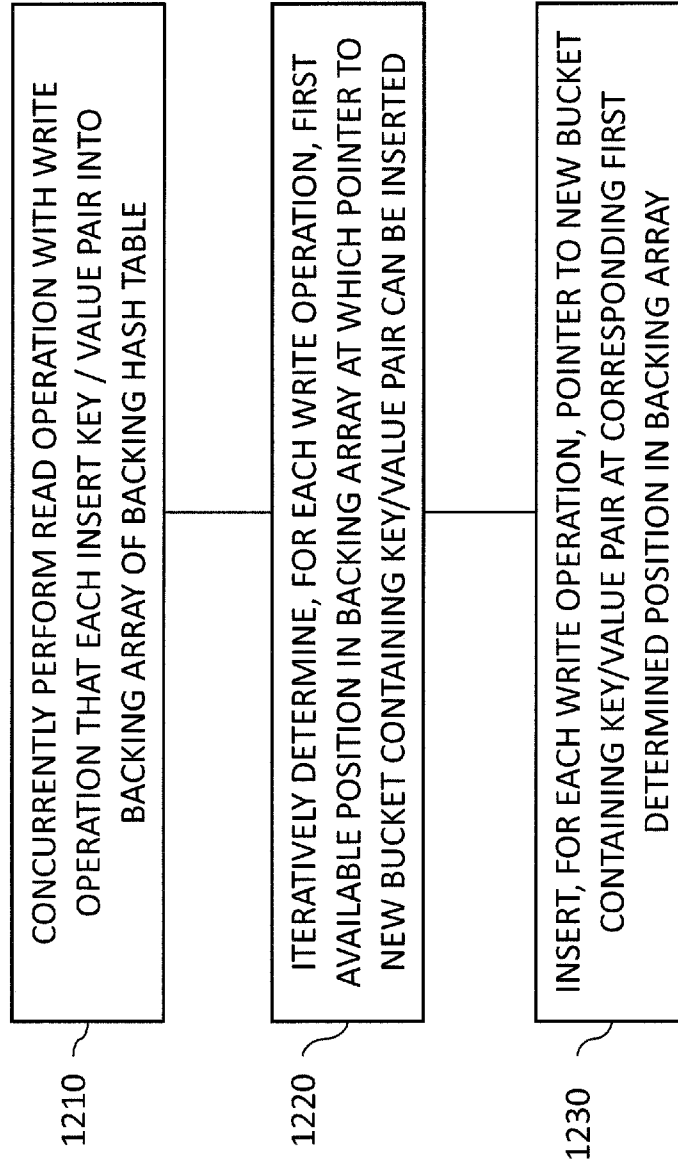 1210
CONCURRENTLY PERFORM READ OPERATION WITH WRITE
OPERATION THAT EACH INSERT KEY / VALUE PAIR INTO
BACKING ARRAY OF BACKING HASH TABLE
1220
ITERATIVELY DETERMINE, FOR EACH WRITE OPERATION, FIRST
AVAILABLE POSITION IN BACKING ARRAY AT WHICH POINTER TO
NEW BUCKET CONTAINING KEY/VALUE PAIR CAN BE INSERTED
1230
INSERT, FOR EACH WRITE OPERATION, POINTER TO NEW BUCKET
CONTAINING KEY/VALUE PAIR AT CORRESPONDING FIRST
DETERMINED POSITION IN BACKING ARRAY